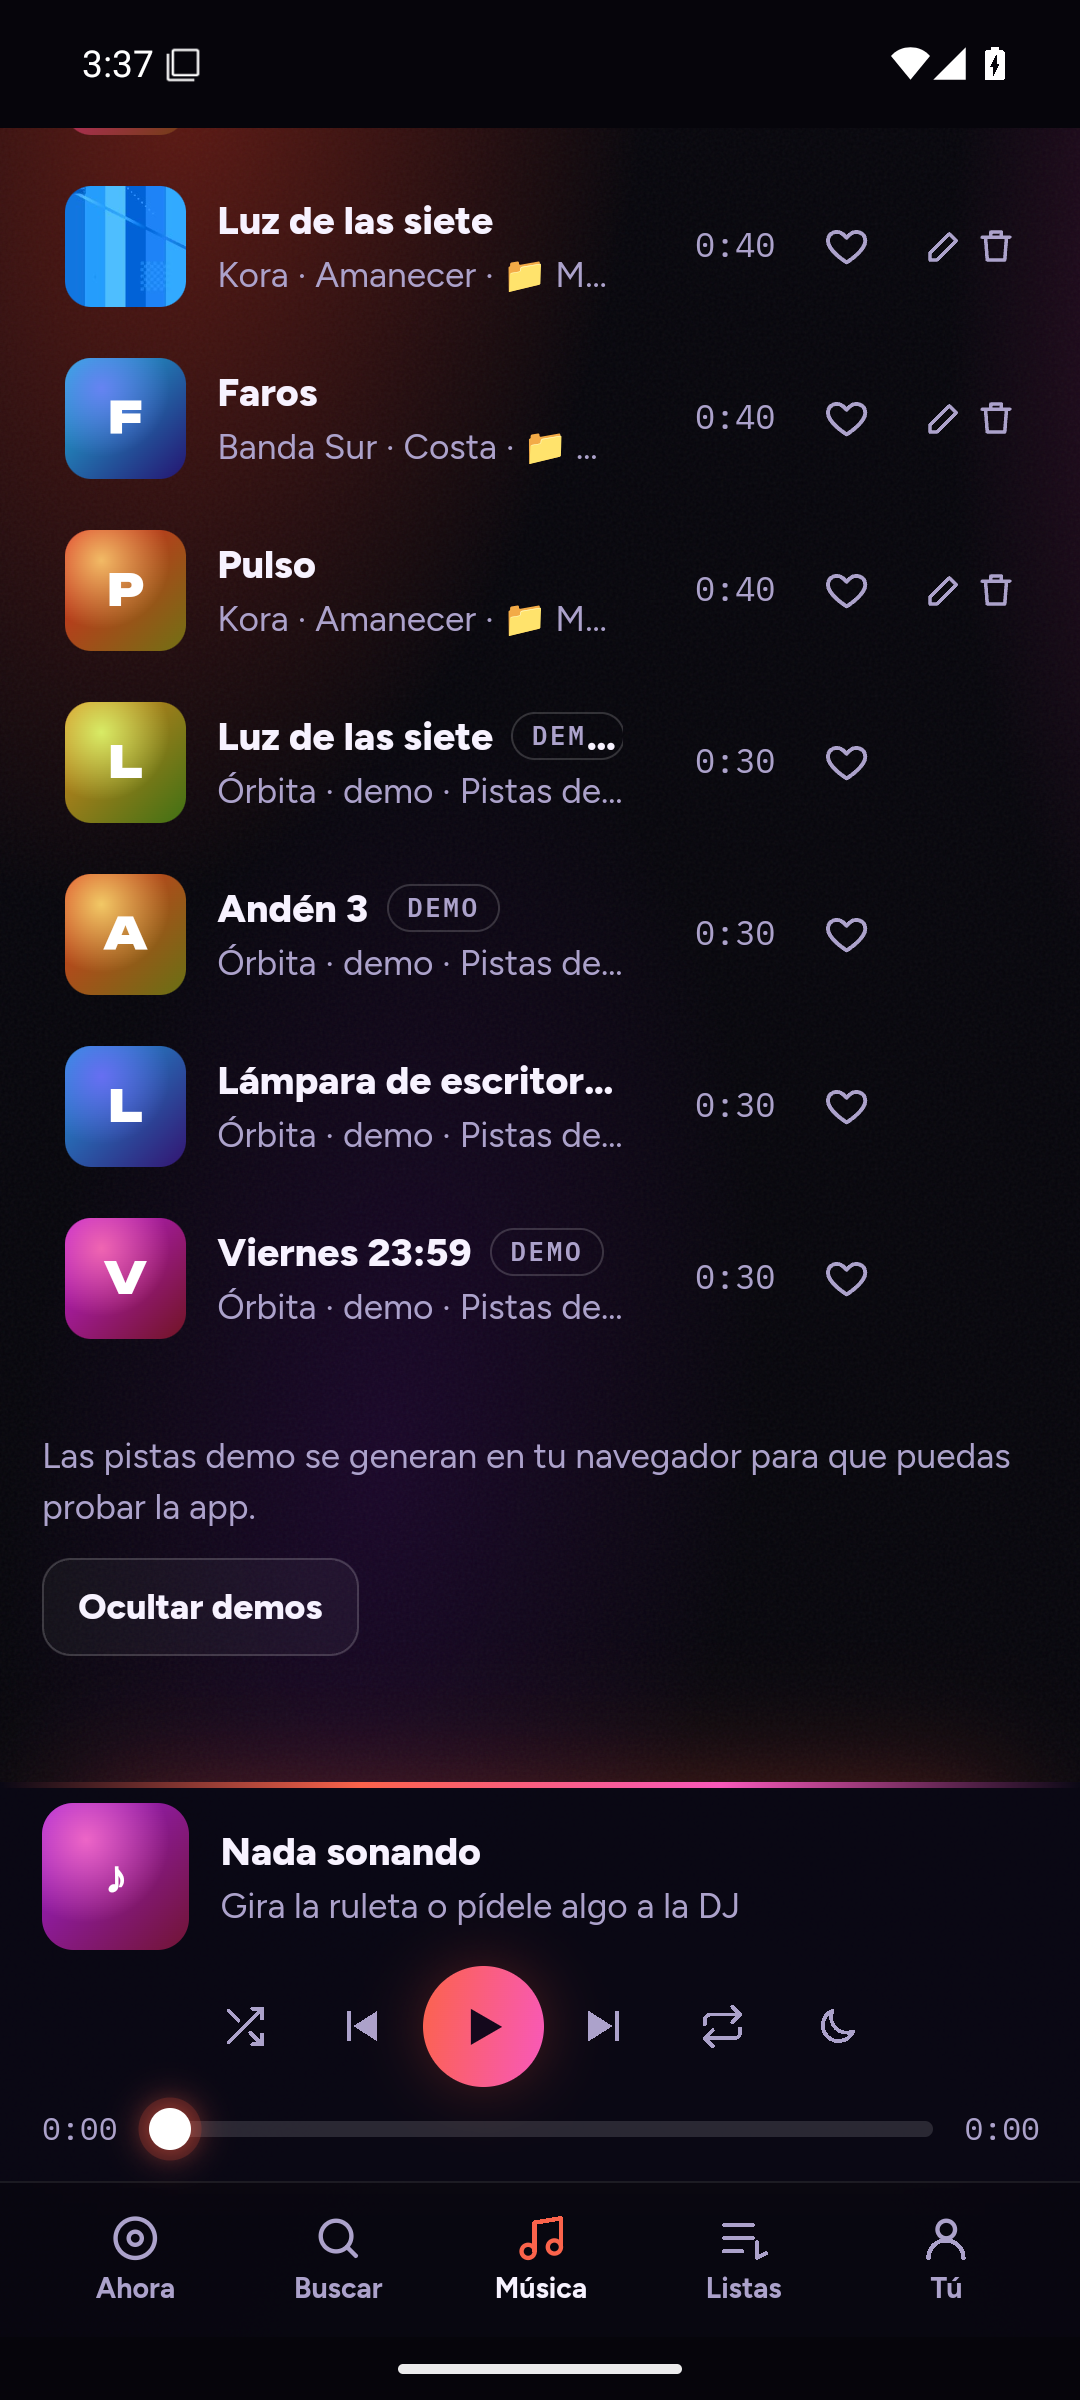 3:37
Luz de las siete
Kora · Amanecer · 📁 M...
0:40
F
Faros
Banda Sur · Costa · 📁 ...
0:40
P
Pulso
Kora · Amanecer · 📁 M...
0:40
L
Luz de las siete DEM...
Órbita · demo · Pistas de...
0:30
A
Andén 3 DEMO
Órbita · demo · Pistas de...
0:30
L
Lámpara de escritor...
Órbita · demo · Pistas de...
0:30
V
Viernes 23:59 DEMO
Órbita · demo · Pistas de...
0:30
Las pistas demo se generan en tu navegador para que puedas
probar la app.
Ocultar demos
Nada sonando
Gira la ruleta o pídele algo a la DJ
0:00 0:00
Ahora Buscar Música Listas Tú